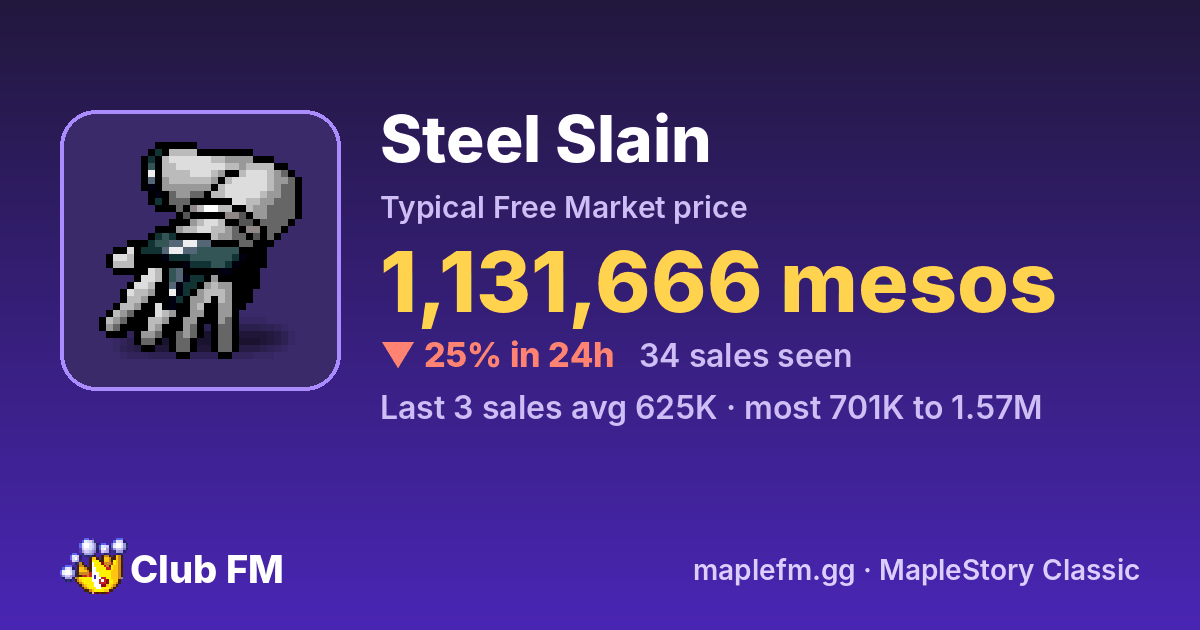 Steel Slain
Typical Free Market price
1,131,666 mesos
▼ 25% in 24h 34 sales seen
Last 3 sales avg 625K · most 701K to 1.57M
Club FM
maplefm.gg · MapleStory Classic